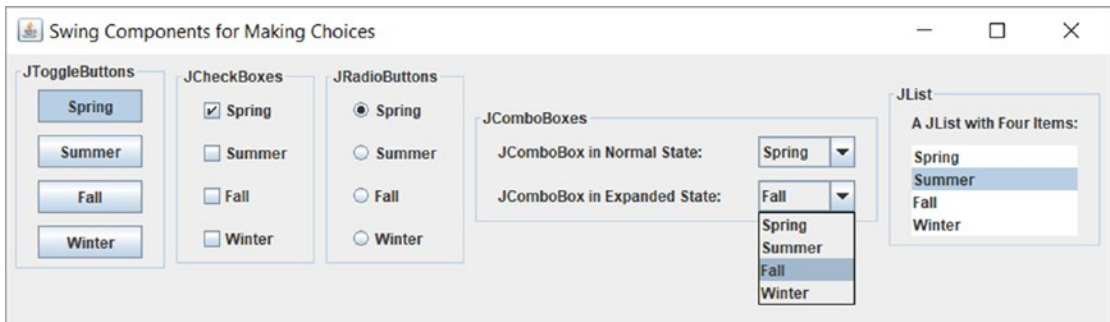 Swing Components for Making Choices
JToggleButtons
Spring
Summer
Fall
Winter
JCheckBoxes
Spring
Summer
Fall
Winter
JRadioButtons
Spring
Summer
Fall
Winter
JComboBoxes
JComboBox in Normal State: Spring
JComboBox in Expanded State: Fall
Spring
Summer
Fall
Winter
JList
A JList with Four Items:
Spring
Summer
Fall
Winter